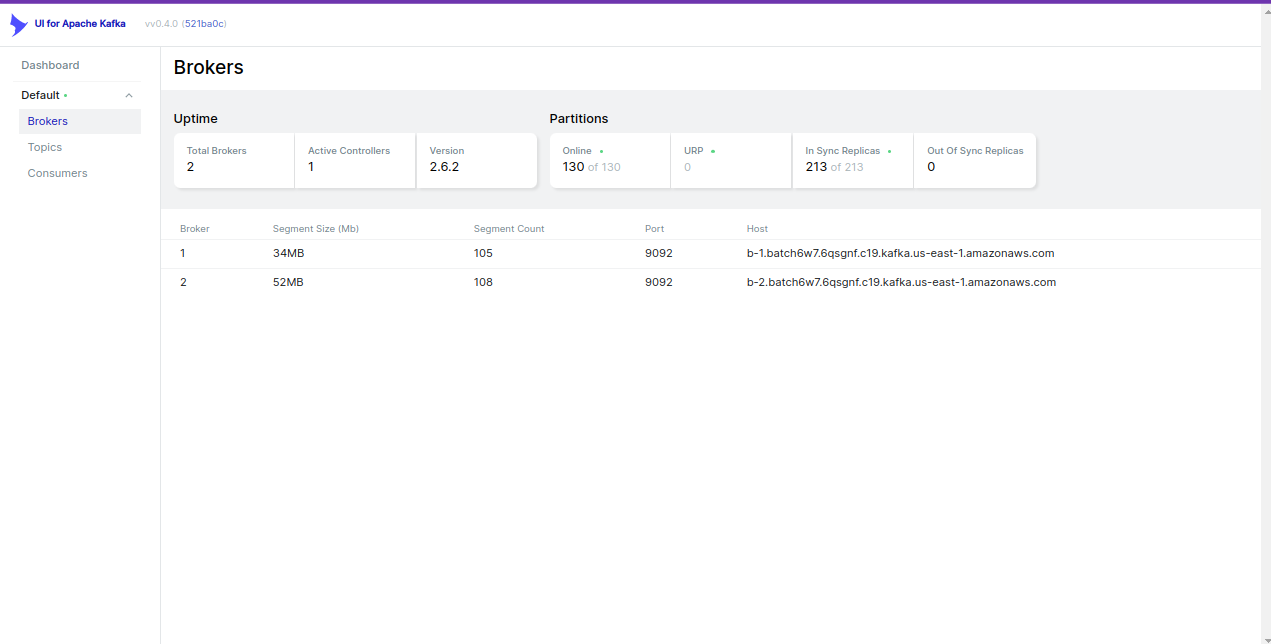 UI for Apache Kafka vv0.4.0 (521ba0c)
Dashboard
Default
Brokers
Topics
Consumers
Brokers
Uptime
Total Brokers Active Controllers Version
2 1 2.6.2
Partitions
Online URP In Sync Replicas Out Of Sync Replicas
130 of 130 0 213 of 213 0
Broker Segment Size (Mb) Segment Count Port Host
1 34MB 105 9092 b-1.batch6w7.6qsgnf.c19.kafka.us-east-1.amazonaws.com
2 52MB 108 9092 b-2.batch6w7.6qsgnf.c19.kafka.us-east-1.amazonaws.com